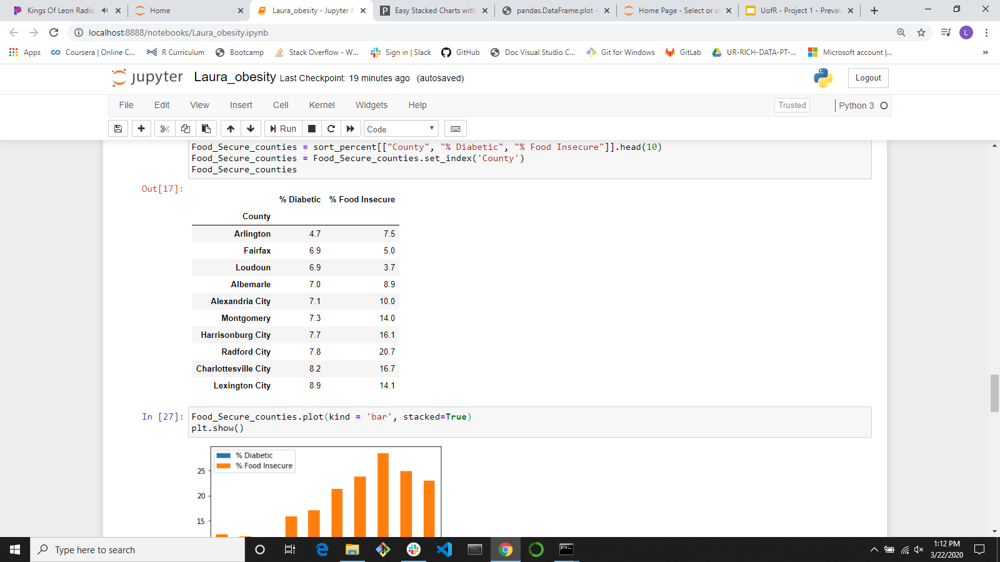 Kings Of Leon Radio
Home
Laura_obesity - Jupyter N
Easy Stacked Charts with
pandas.DataFrame.plot –
Home Page - Select or cr
UofR - Project 1 - Prevale
localhost:8888/notebooks/Laura_obesity.ipynb
L
Apps
Coursera | Online C...
R Curriculum
Bootcamp
Stack Overflow - W...
Sign in | Slack
GitHub
Doc Visual Studio C...
Git for Windows
GitLab
UR-RICH-DATA-PT-...
Microsoft account |...
»
jupyter Laura_obesity Last Checkpoint: 19 minutes ago (autosaved)
Logout
File Edit View Insert Cell Kernel Widgets Help
Trusted
Python 3
Run
Code
Food_Secure_counties = sort_percent[["County", "% Diabetic", "% Food Insecure"]].head(10)
Food_Secure_counties = Food_Secure_counties.set_index('County')
Food_Secure_counties
Out[17]:
% Diabetic % Food Insecure
County
Arlington 4.7 7.5
Fairfax 6.9 5.0
Loudoun 6.9 3.7
Albemarle 7.0 8.9
Alexandria City 7.1 10.0
Montgomery 7.3 14.0
Harrisonburg City 7.7 16.1
Radford City 7.8 20.7
Charlottesville City 8.2 16.7
Lexington City 8.9 14.1
In [27]:
Food_Secure_counties.plot(kind = 'bar', stacked=True)
plt.show()
% Diabetic
% Food Insecure
25
20
15
Type here to search
1:12 PM
3/22/2020